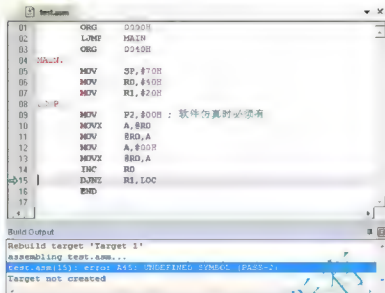 test.asm
01 ORG 0000H
02 LJMP MAIN
03 ORG 0040H
04 MAIN:
05 MOV SP,#70H
06 MOV R0,#40H
07 MOV R1,#20H
08
09 MOV P2,#00H ; 软件仿真时必须有
10 MOVX A,@R0
11 MOV @R0,A
12 MOV A,#00H
13 MOVX @R0,A
14 INC R0
15 DJNZ R1,LOC
16 END
Build Output
Rebuild target 'Target 1'
assembling test.asm...
test.asm(15): error A45: UNDEFINED SYMBOL (PASS-2)
Target not created